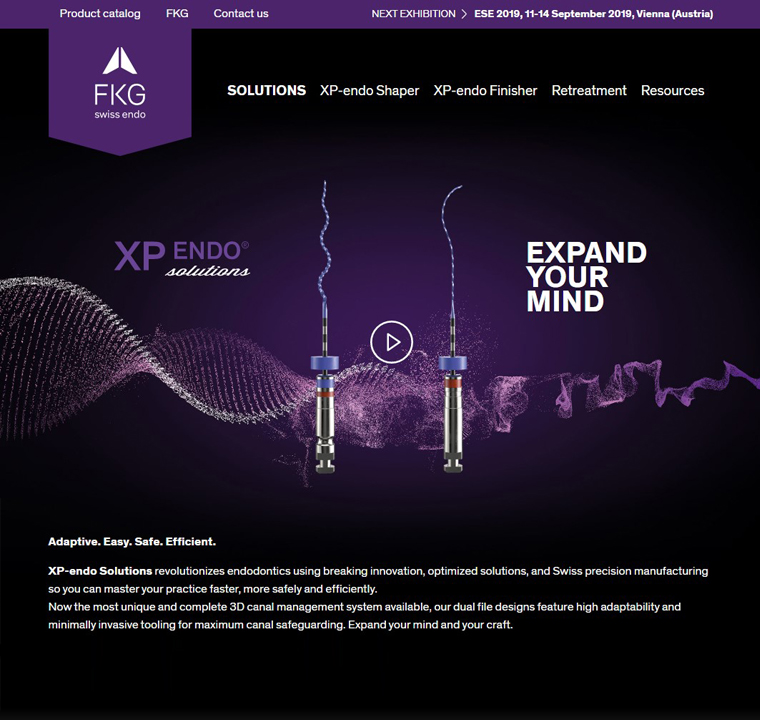 Product catalog FKG Contact us NEXT EXHIBITION > ESE 2019, 11-14 September 2019, Vienna (Austria)
FKG
swiss endo
SOLUTIONS XP-endo Shaper XP-endo Finisher Retreatment Resources
XP ENDO®
solutions
EXPAND
YOUR
MIND
Adaptive. Easy. Safe. Efficient.
XP-endo Solutions revolutionizes endodontics using breaking innovation, optimized solutions, and Swiss precision manufacturing
so you can master your practice faster, more safely and efficiently.
Now the most unique and complete 3D canal management system available, our dual file designs feature high adaptability and
minimally invasive tooling for maximum canal safeguarding. Expand your mind and your craft.